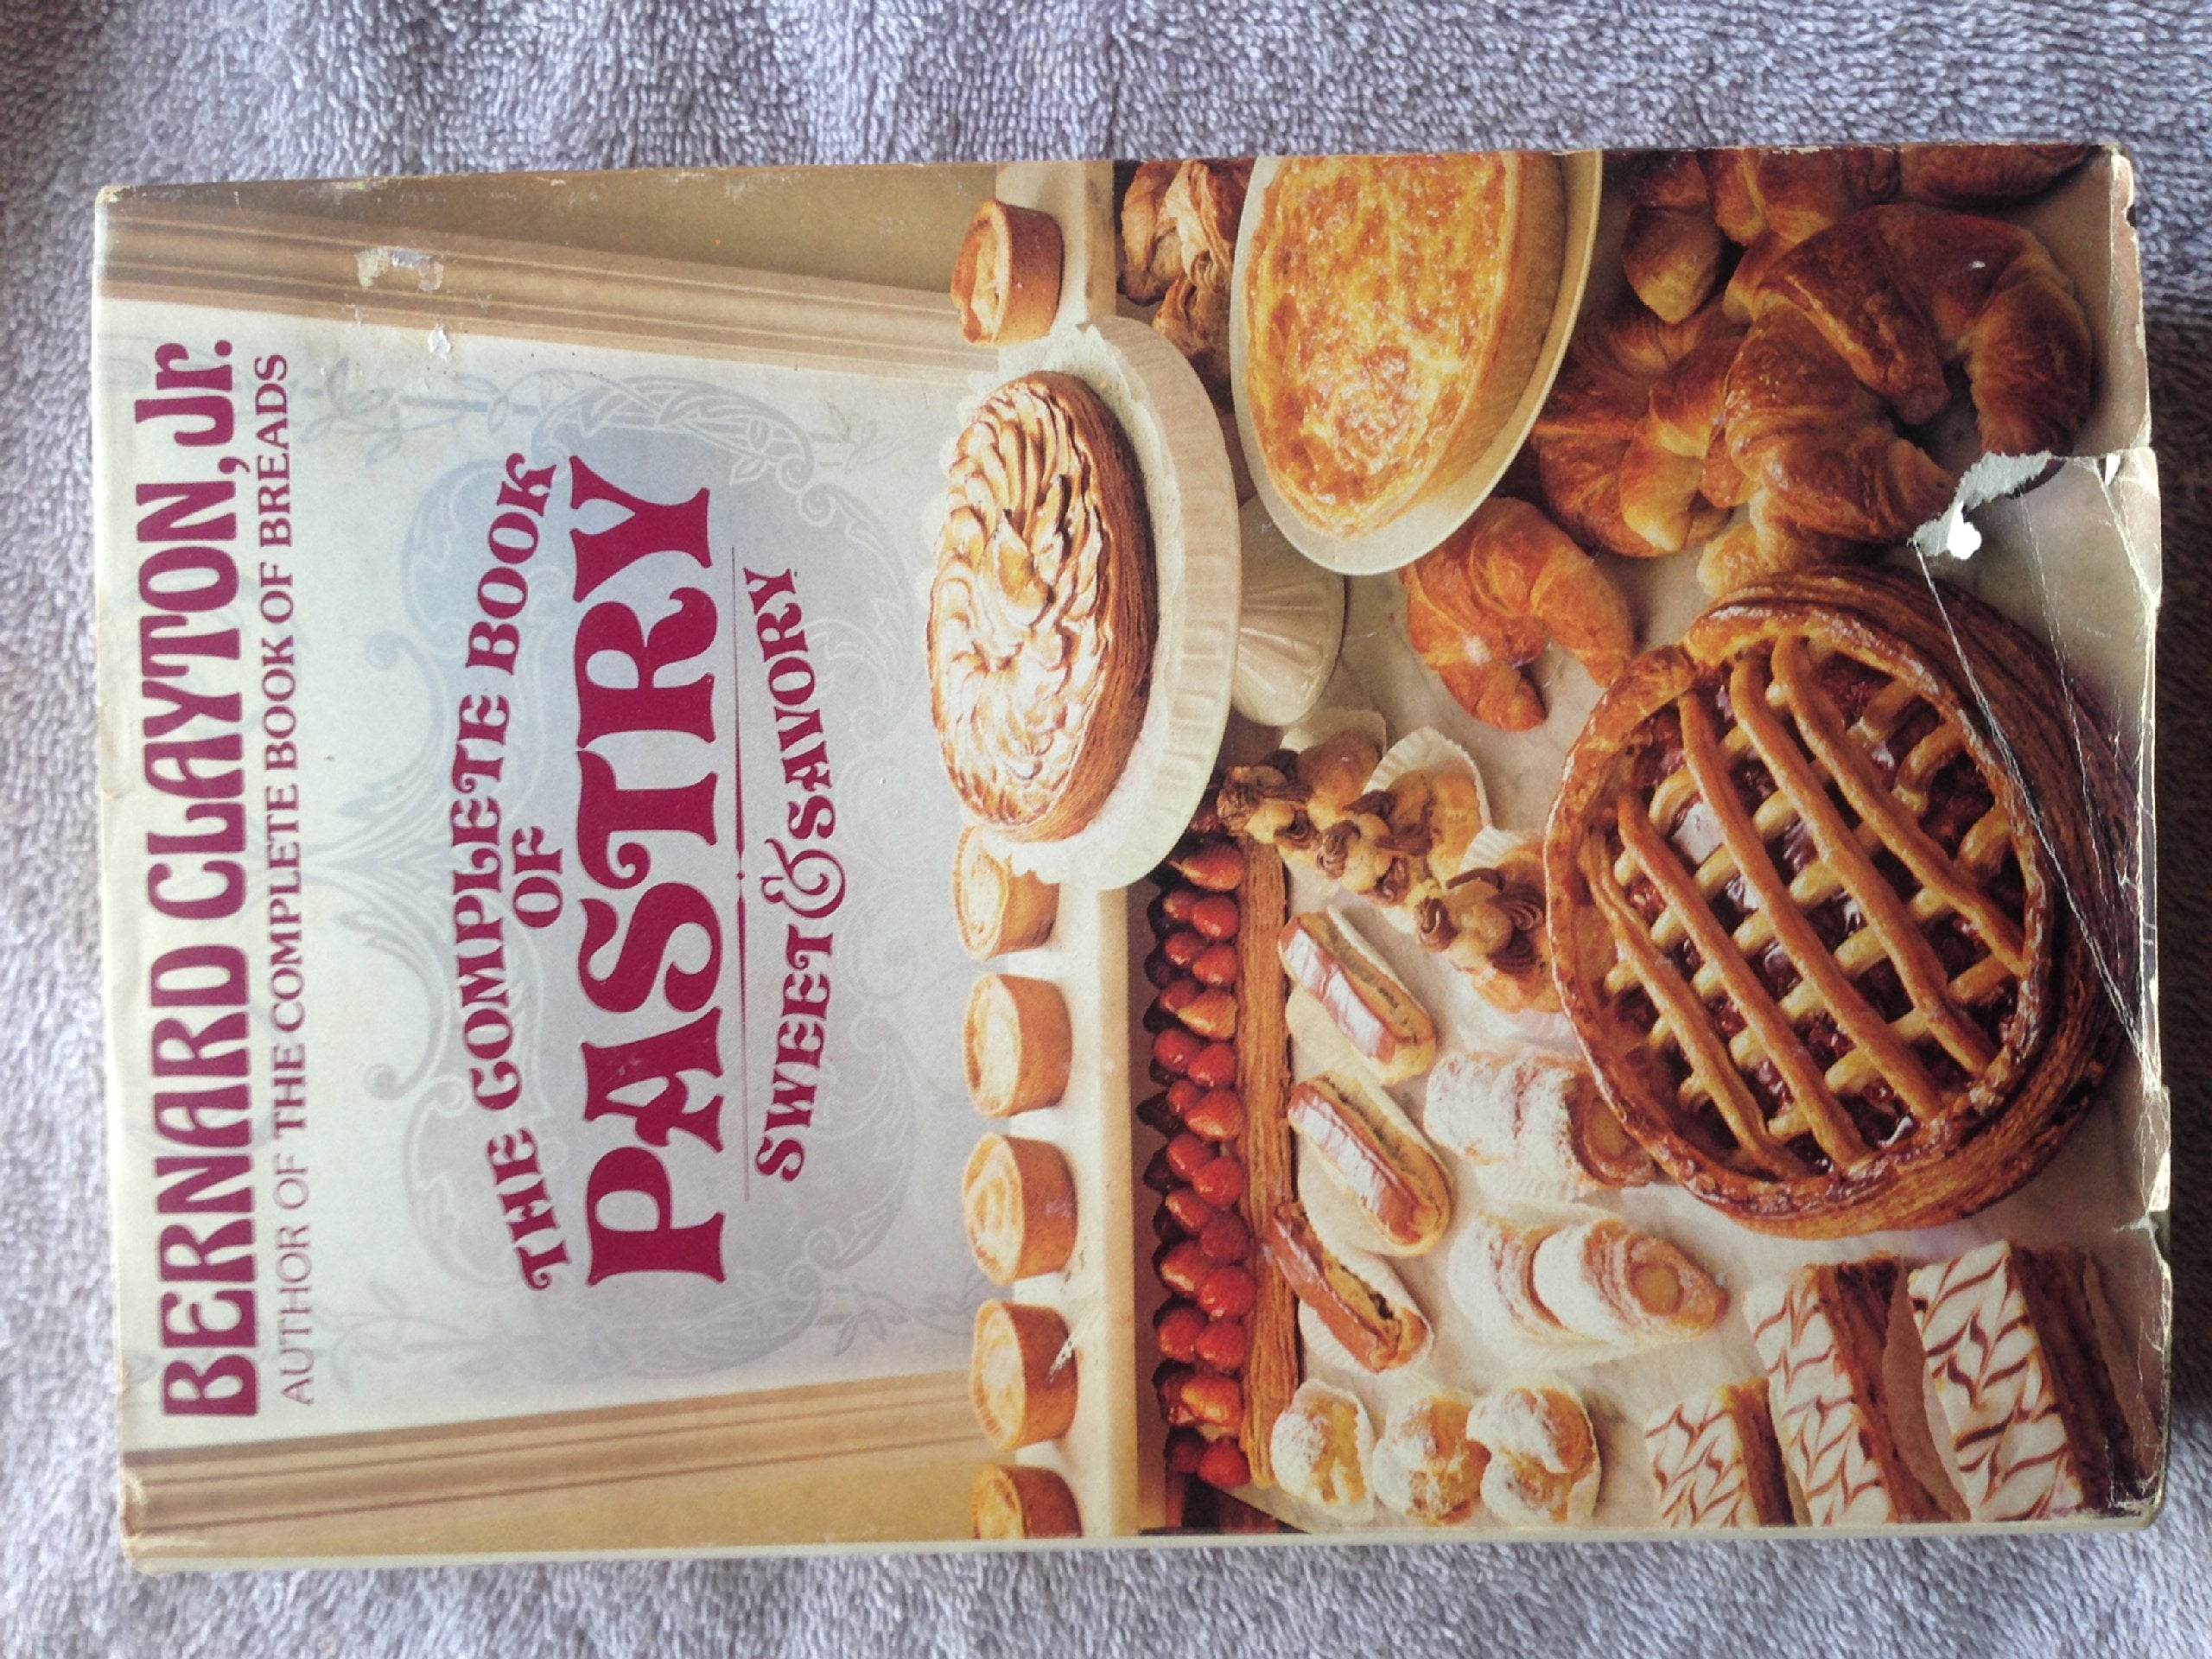 BERNARD CLAYTON, Jr.
AUTHOR OF THE COMPLETE BOOK OF BREADS
THE COMPLETE BOOK
OF
PASTRY
SWEET & SAVORY